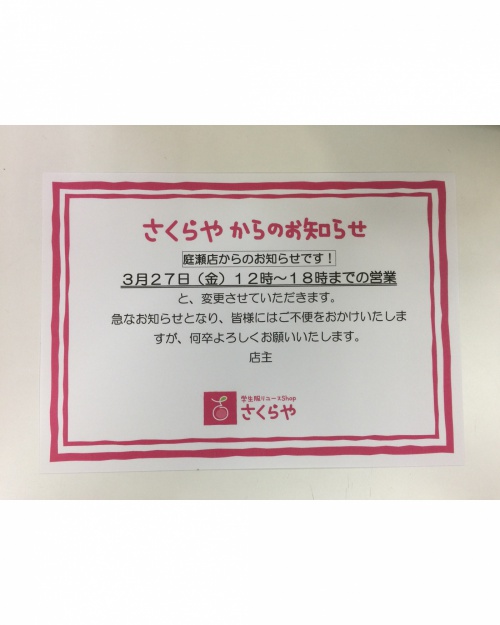 さくらや からのお知らせ
庭瀬店からのお知らせです！
３月２７日（金）１２時～１８時までの営業
と、変更させていただきます。
急なお知らせとなり、皆様にはご不便をおかけいたしま
すが、何卒よろしくお願いいたします。
店主
学生服リユースShop
さくらや